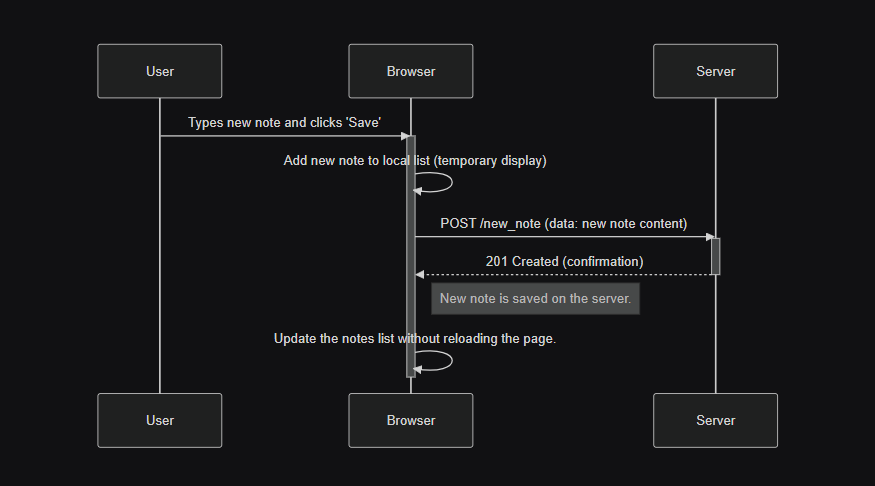 User
Browser
Server
Types new note and clicks 'Save'
Add new note to local list (temporary display)
POST /new_note (data: new note content)
201 Created (confirmation)
New note is saved on the server.
Update the notes list without reloading the page.
User
Browser
Server